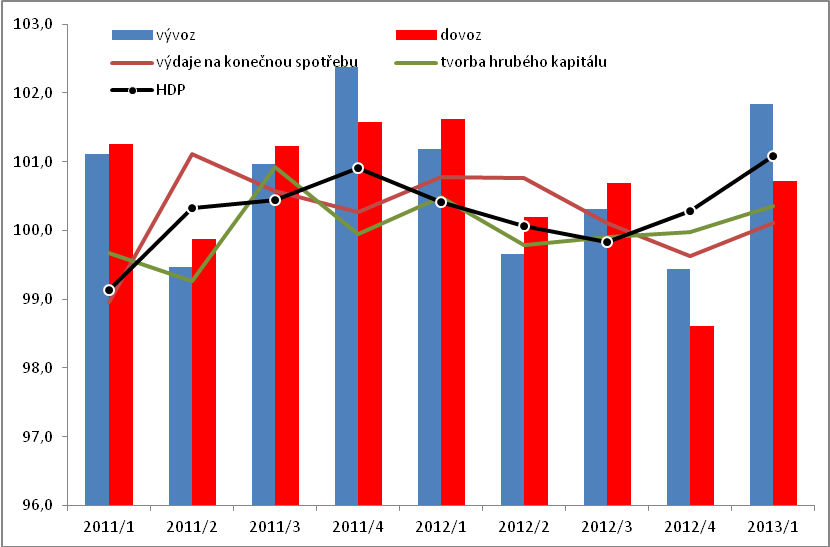 103,0
102,0
101,0
100,0
99,0
98,0
97,0
96,0
vývoz
dovoz
výdaje na konečnou spotřebu
tvorba hrubého kapitálu
HDP
2011/1 2011/2 2011/3 2011/4 2012/1 2012/2 2012/3 2012/4 2013/1